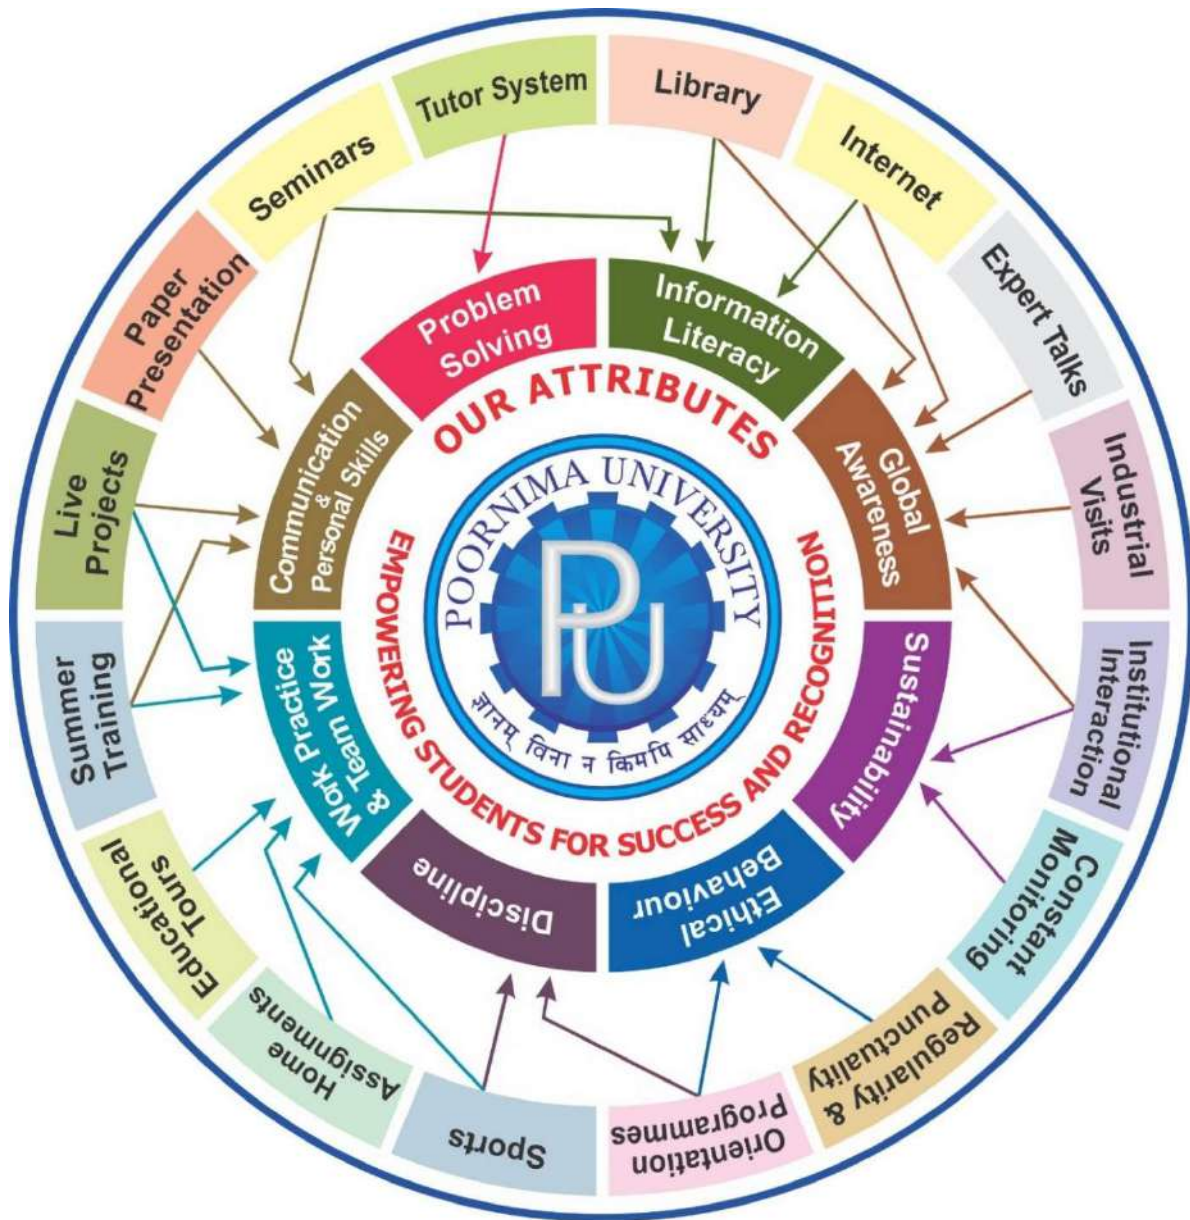 Tutor System
Library
Internet
Expert Talks
Industrial
Visits
Institutional
Interaction
Constant
Monitoring
Regularity &
Punctuality
Orientation
Programmes
Sports
Home
Assignments
Educational
Tours
Summer
Training
Live
Projects
Paper
Presentation
Seminars
Problem
Solving
Information
Literacy
Global
Awareness
Sustainability
Ethical
Behaviour
Discipline
Work Practice
& Team Work
Communication
&
Personal Skills
OUR ATTRIBUTES
EMPOWERING STUDENTS FOR SUCCESS AND RECOGNITION
POORNIMA UNIVERSITY
PU
ज्ञानम् विना न किमपि साध्यम्